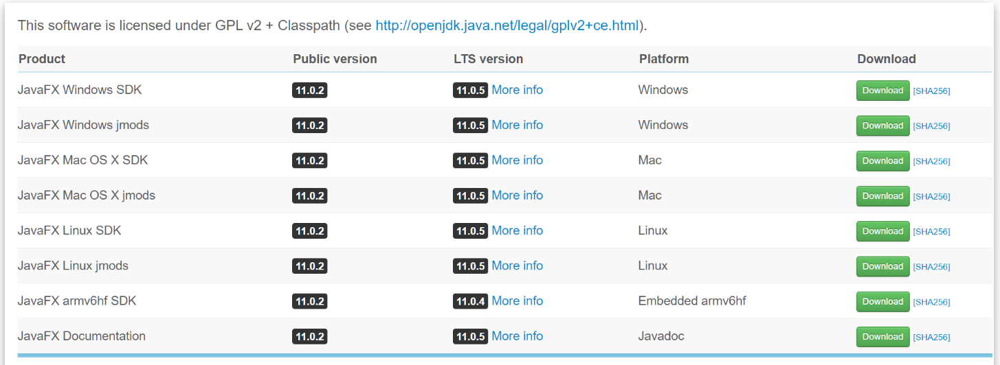 This software is licensed under GPL v2 + Classpath (see http://openjdk.java.net/legal/gplv2+ce.html).
Product Public version LTS version Platform Download
JavaFX Windows SDK 11.0.2 11.0.5 More info Windows Download [SHA256]
JavaFX Windows jmods 11.0.2 11.0.5 More info Windows Download [SHA256]
JavaFX Mac OS X SDK 11.0.2 11.0.5 More info Mac Download [SHA256]
JavaFX Mac OS X jmods 11.0.2 11.0.5 More info Mac Download [SHA256]
JavaFX Linux SDK 11.0.2 11.0.5 More info Linux Download [SHA256]
JavaFX Linux jmods 11.0.2 11.0.5 More info Linux Download [SHA256]
JavaFX armv6hf SDK 11.0.2 11.0.4 More info Embedded armv6hf Download [SHA256]
JavaFX Documentation 11.0.2 11.0.5 More info Javadoc Download [SHA256]